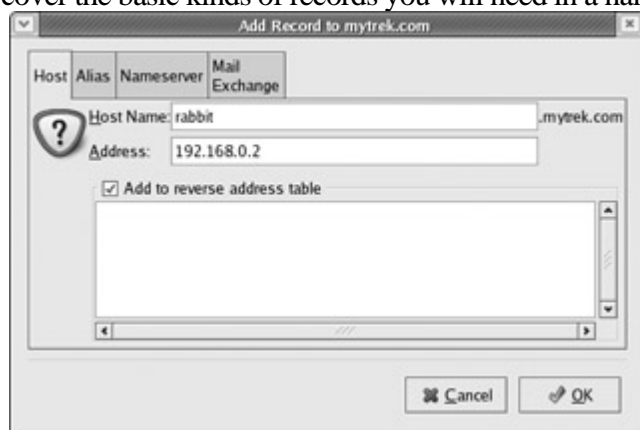 cover the basic kinds of records you will need in a
Add Record to mytrek.com
Host Alias Nameserver Mail Exchange
Host Name: rabbit .mytrek.com
Address: 192.168.0.2
Add to reverse address table
Cancel OK